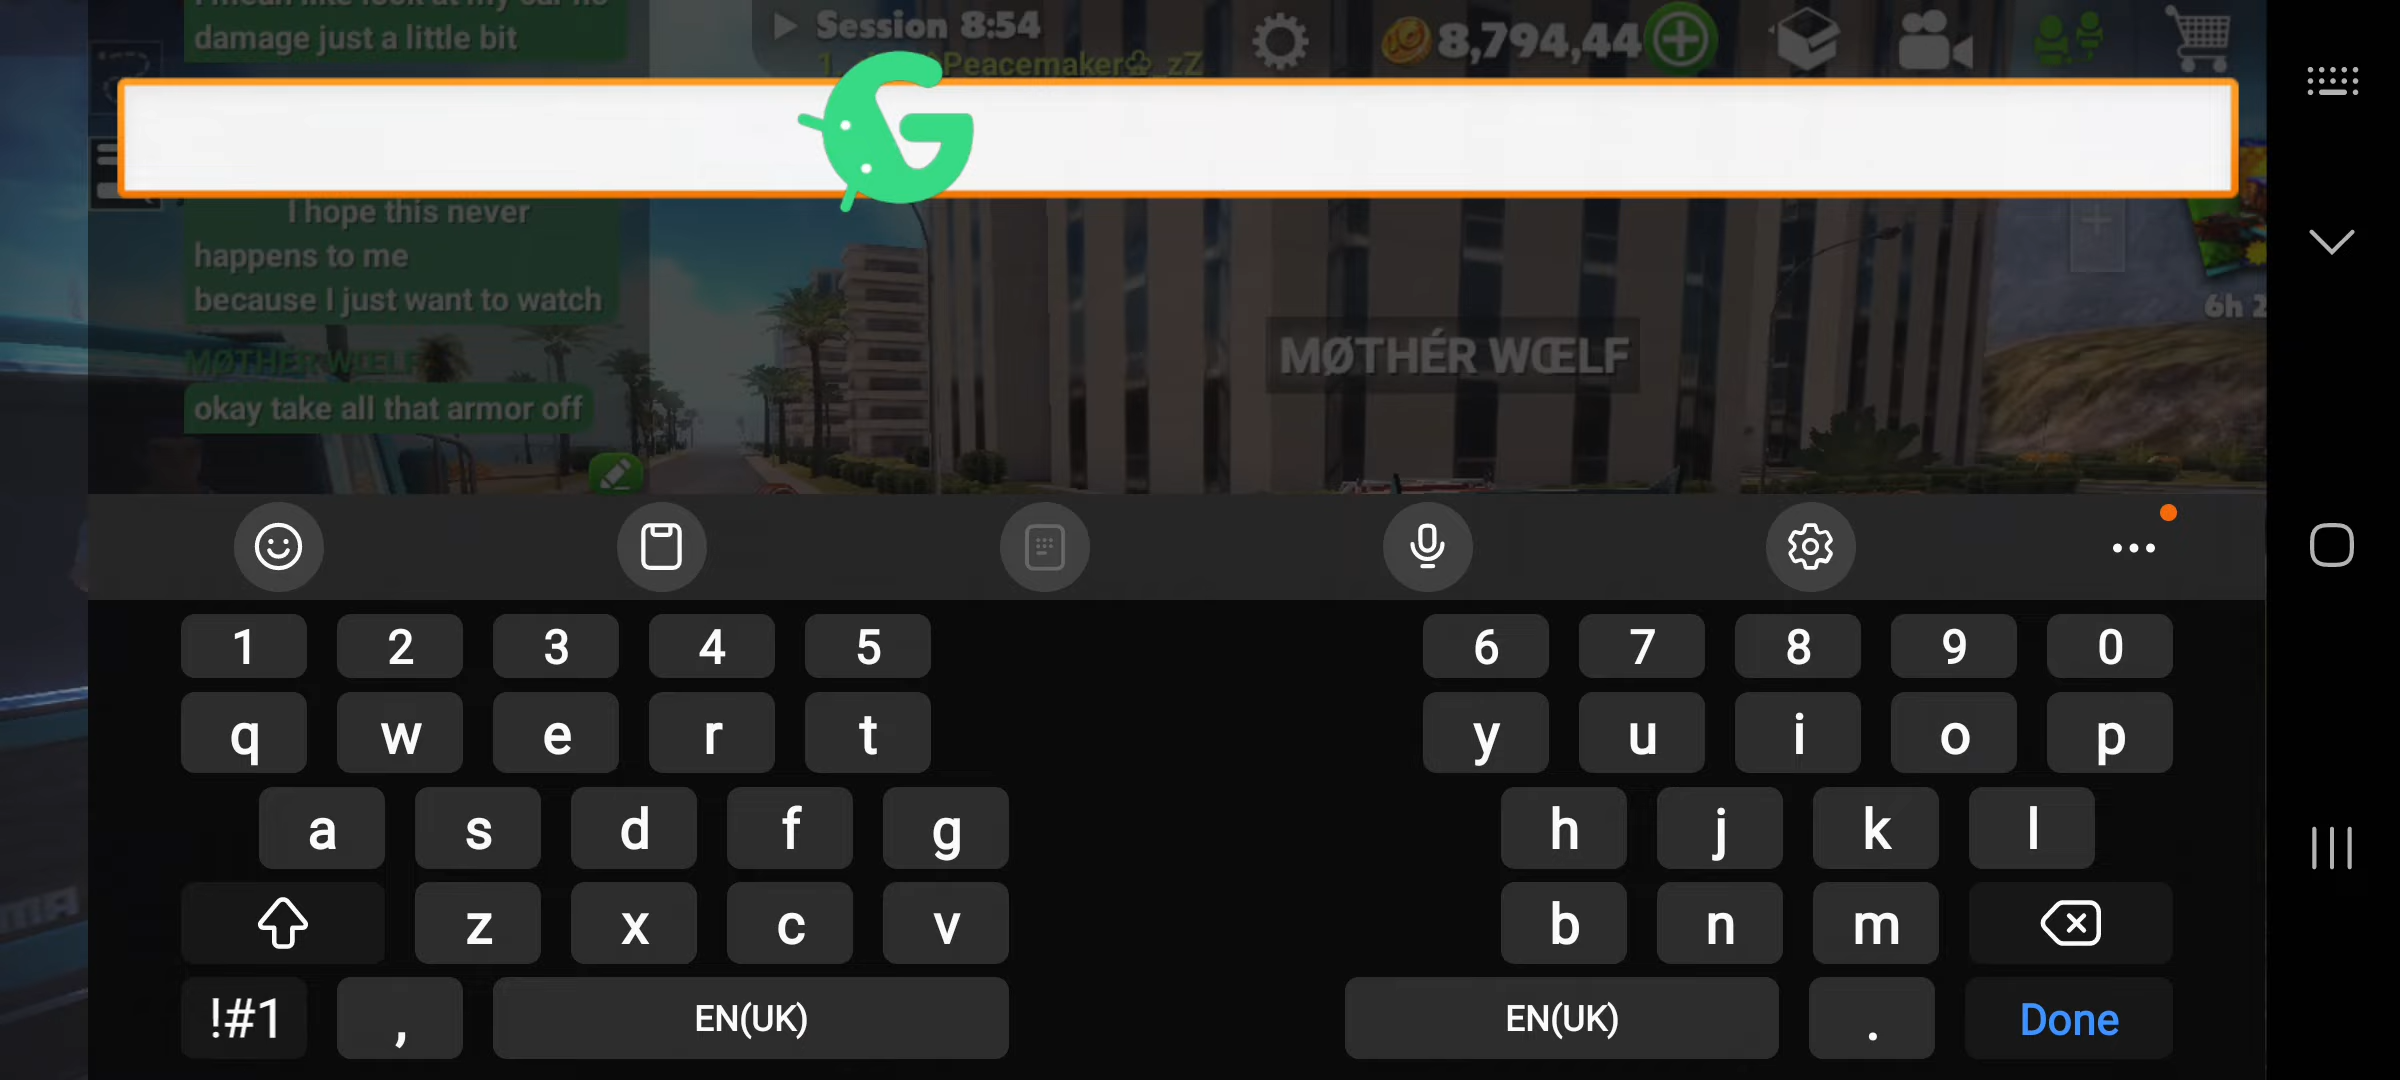 damage just a little bit
Session 8:54
Peacemaker♧_zZ
8,794,44
I hope this never
happens to me
because I just want to watch
MØTHÉR WŒLF
okay take all that armor off
MØTHÉR WŒLF
1 2 3 4 5 6 7 8 9 0
q w e r t y u i o p
a s d f g h j k l
z x c v b n m
!#1 , EN(UK) EN(UK) . Done